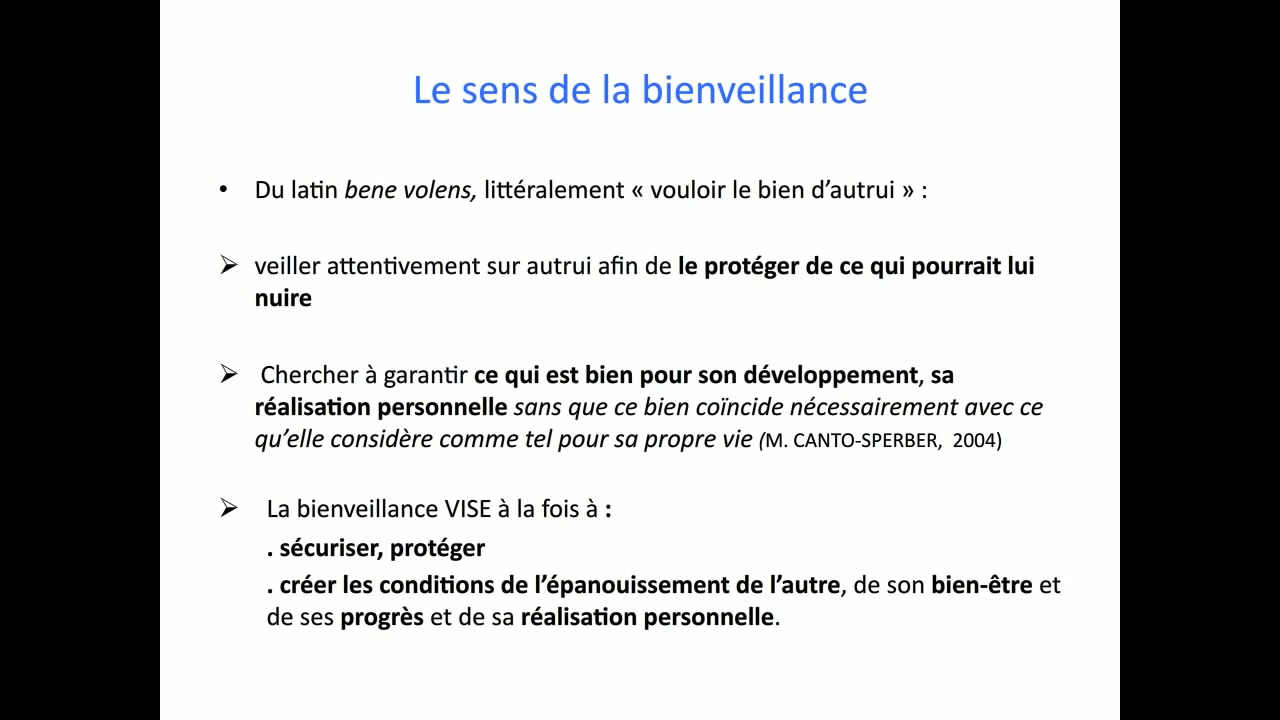 Le sens de la bienveillance
• Du latin bene volens, littéralement « vouloir le bien d’autrui » :
➢ veiller attentivement sur autrui afin de le protéger de ce qui pourrait lui
nuire
➢ Chercher à garantir ce qui est bien pour son développement, sa
réalisation personnelle sans que ce bien coïncide nécessairement avec ce
qu’elle considère comme tel pour sa propre vie (M. CANTO-SPERBER, 2004)
➢ La bienveillance VISE à la fois à :
. sécuriser, protéger
. créer les conditions de l’épanouissement de l’autre, de son bien-être et
de ses progrès et de sa réalisation personnelle.